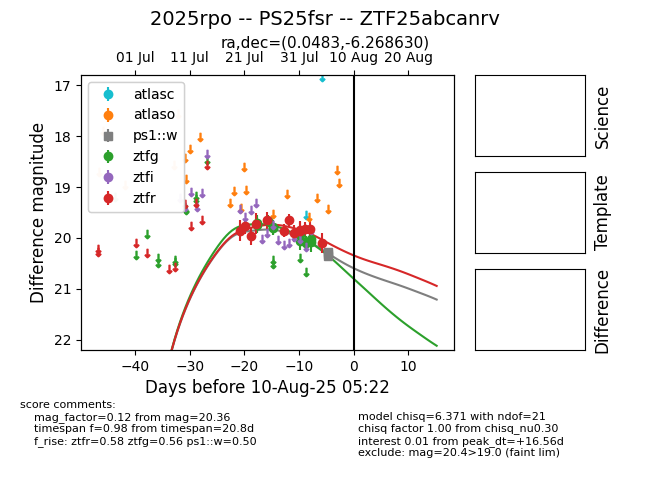 2025rpo -- PS25fsr -- ZTF25abcanrv
ra,dec=(0.0483,-6.268630)
01 Jul 11 Jul 21 Jul 31 Jul 10 Aug 20 Aug
17
18
19
20
21
22
Difference magnitude
atlasc
atlaso
ps1::w
ztfg
ztfi
ztfr
−40 −30 −20 −10 0 10
Days before 10-Aug-25 05:22
Science
Template
Difference
score comments:
mag_factor=0.12 from mag=20.36
timespan f=0.98 from timespan=20.8d
f_rise: ztfr=0.58 ztfg=0.56 ps1::w=0.50
model chisq=6.371 with ndof=21
chisq factor 1.00 from chisq_nu0.30
interest 0.01 from peak_dt=+16.56d
exclude: mag=20.4>19.0 (faint lim)